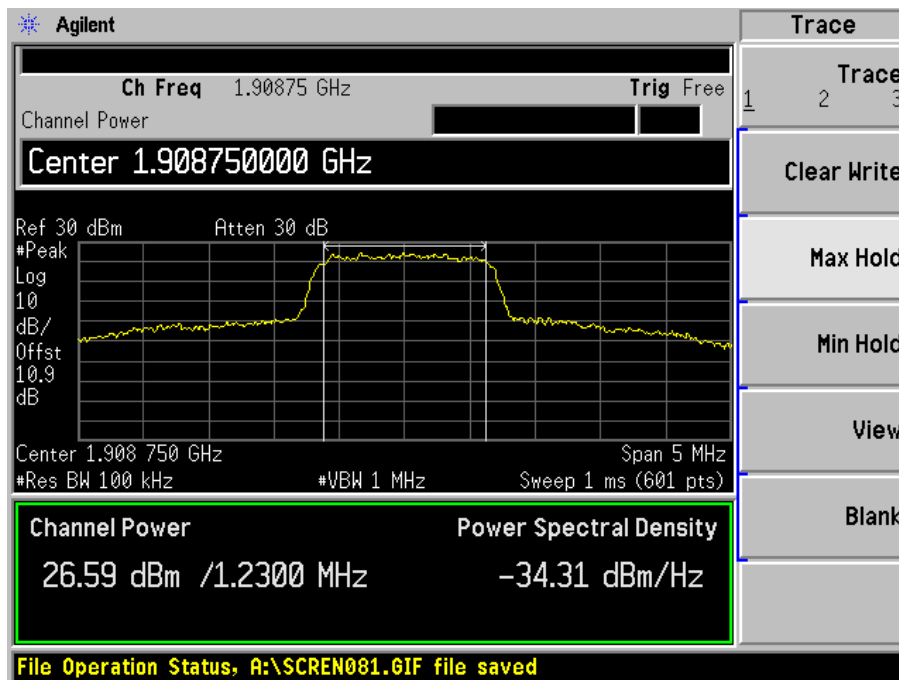 Agilent
Trace
Ch Freq 1.90875 GHz Trig Free
Channel Power
Center 1.908750000 GHz
Ref 30 dBm Atten 30 dB
#Peak
Log
10
dB/
Offst
10.9
dB
Center 1.908 750 GHz Span 5 MHz
#Res BW 100 kHz #VBW 1 MHz Sweep 1 ms (601 pts)
Channel Power Power Spectral Density
26.59 dBm /1.2300 MHz -34.31 dBm/Hz
File Operation Status, A:\SCREN081.GIF file saved
Trace
1 2 3
Clear Write
Max Hold
Min Hold
View
Blank